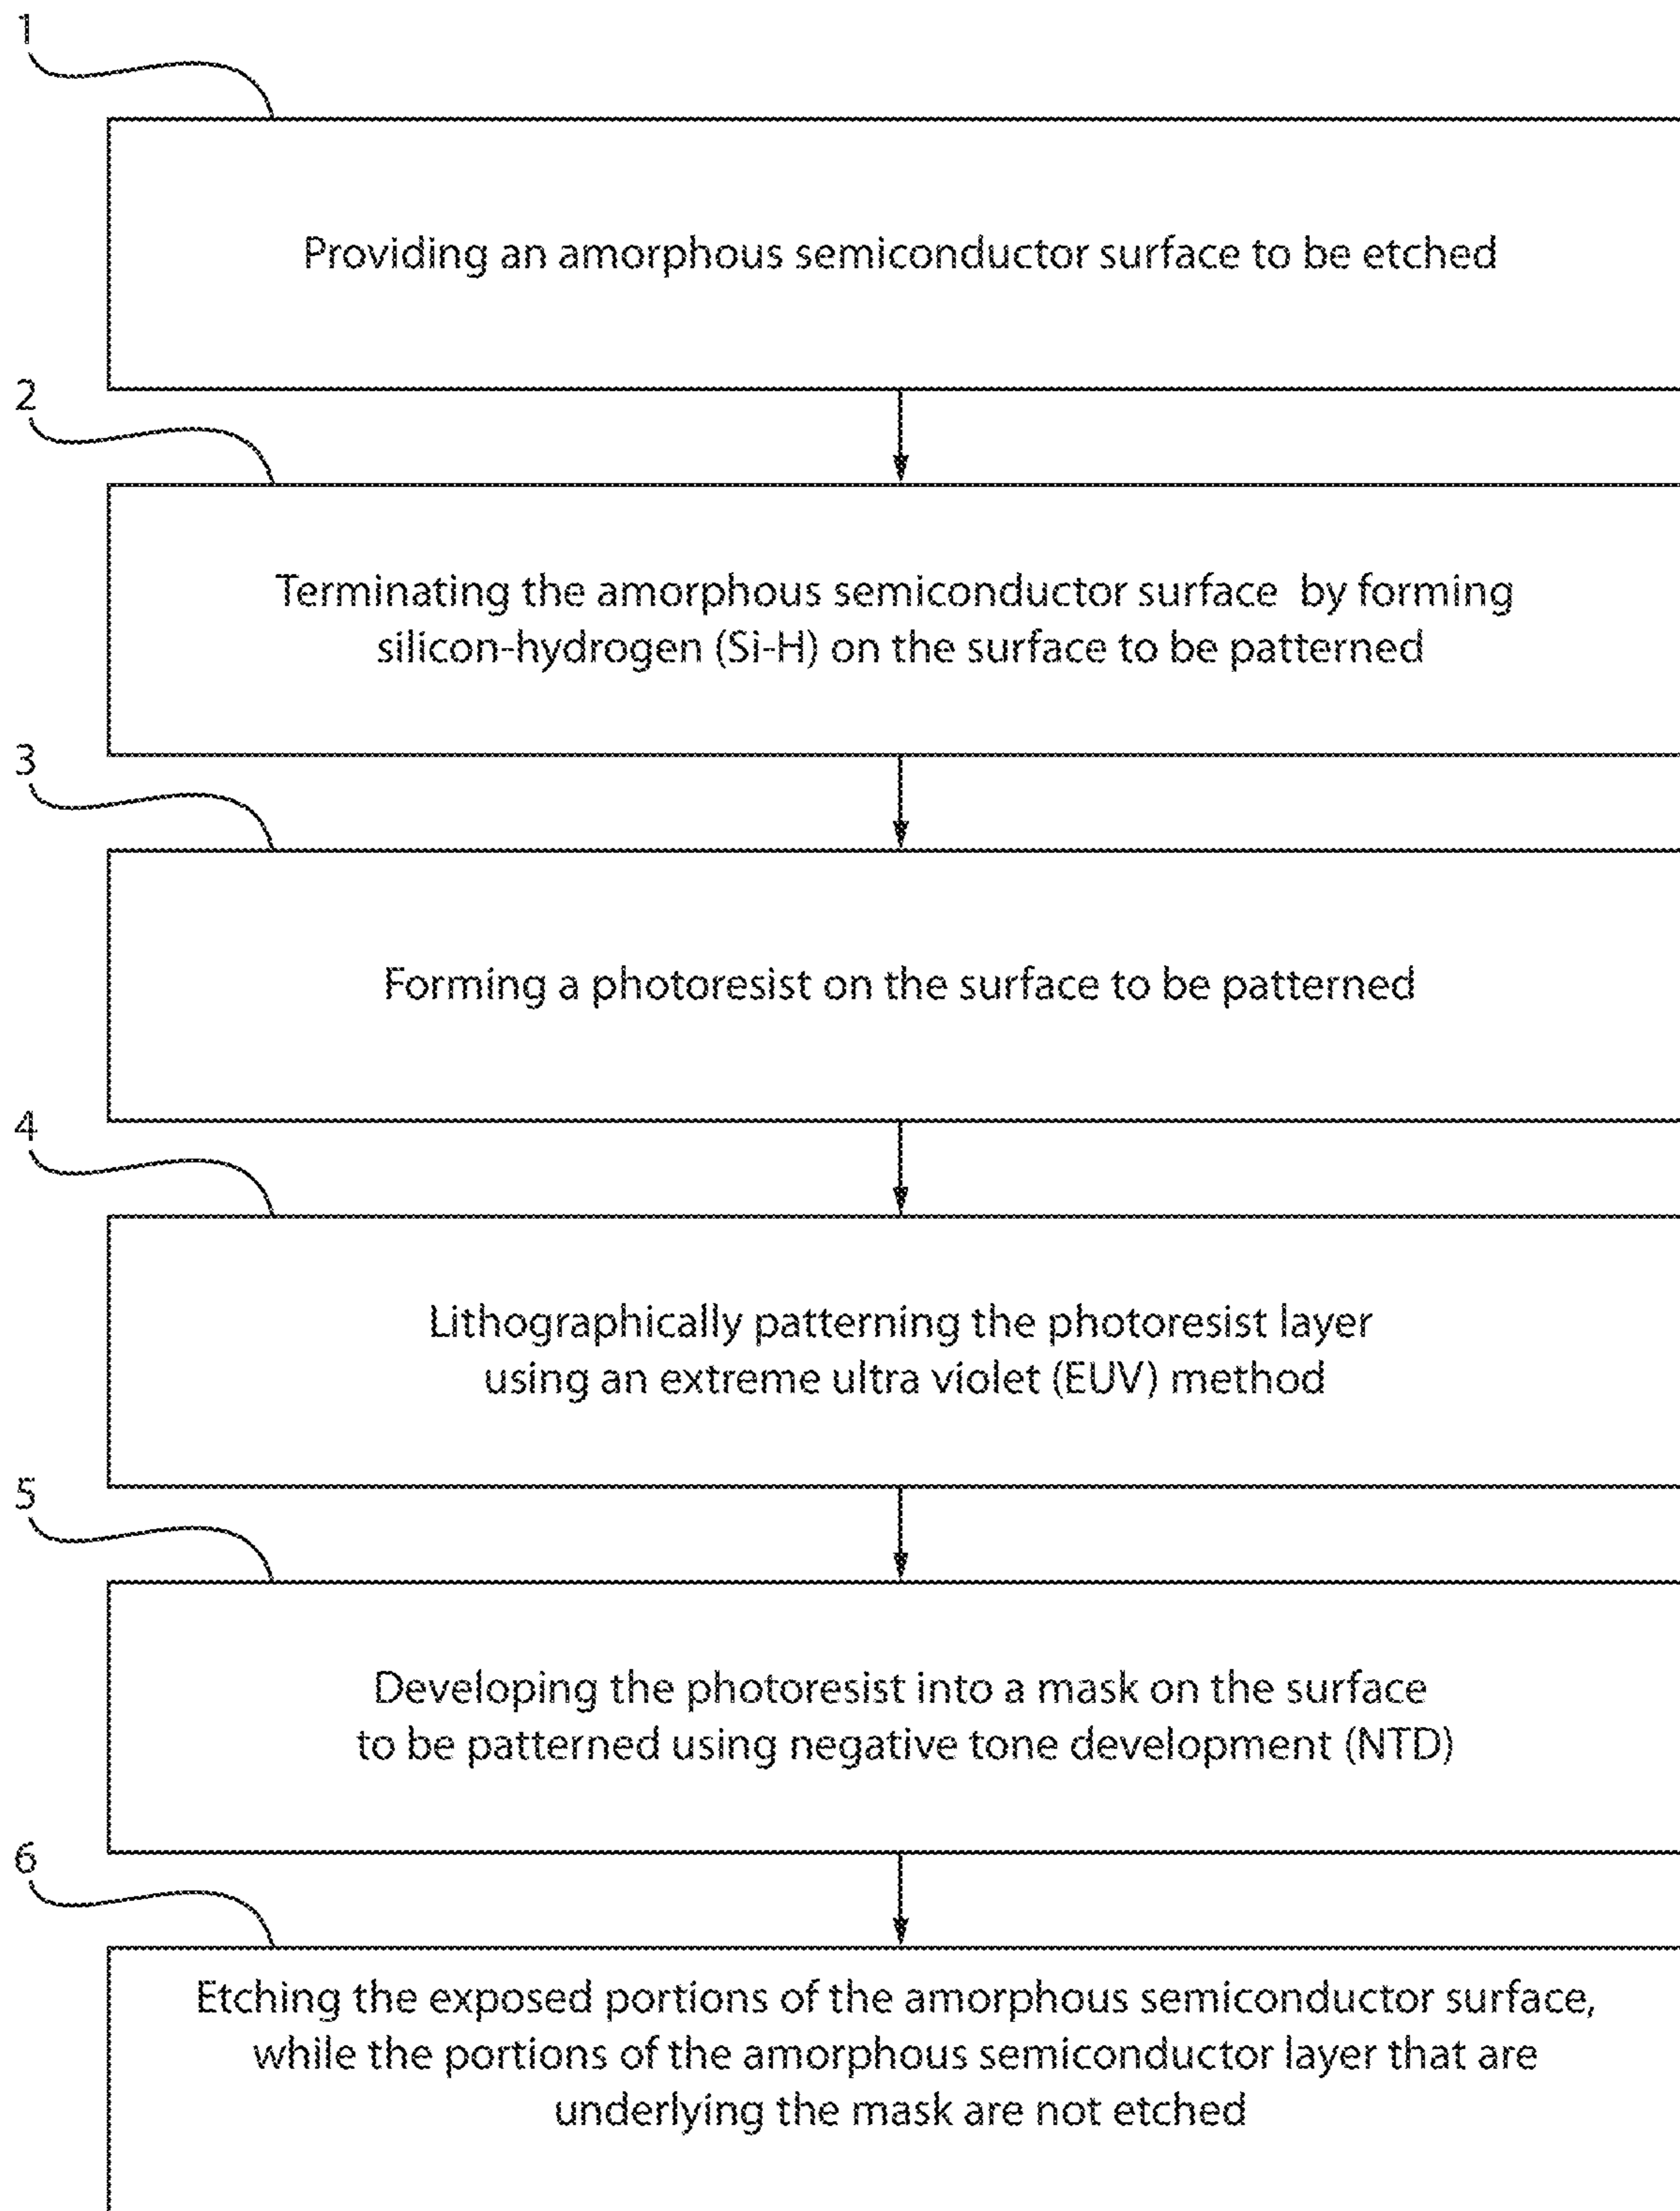 1
Providing an amorphous semiconductor surface to be etched
2
Terminating the amorphous semiconductor surface by forming
silicon-hydrogen (Si-H) on the surface to be patterned
3
Forming a photoresist on the surface to be patterned
4
Lithographically patterning the photoresist layer
using an extreme ultra violet (EUV) method
5
Developing the photoresist into a mask on the surface
to be patterned using negative tone development (NTD)
6
Etching the exposed portions of the amorphous semiconductor surface,
while the portions of the amorphous semiconductor layer that are
underlying the mask are not etched